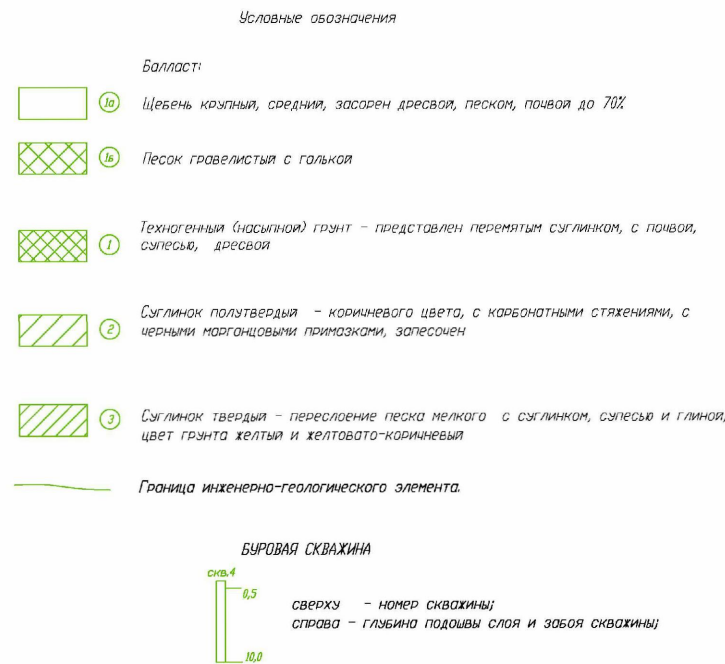 Условные обозначения
Балласт:
1а Щебень крупный, средний, засорен дресвой, песком, почвой до 70%
1б Песок гравелистый с галькой
1 Техногенный (насыпной) грунт - представлен перемятым суглинком, с почвой,
супесью, дресвой
2 Суглинок полутвердый - коричневого цвета, с карбонатными стяжениями, с
черными марганцовыми примазками, запесочен
3 Суглинок твердый - переслоение песка мелкого с суглинком, супесью и глиной,
цвет грунта желтый и желтовато-коричневый
Граница инженерно-геологического элемента.
БУРОВАЯ СКВАЖИНА
скв.4
0,5
сверху - номер скважины;
справа - глубина подошвы слоя и забоя скважины;
10,0